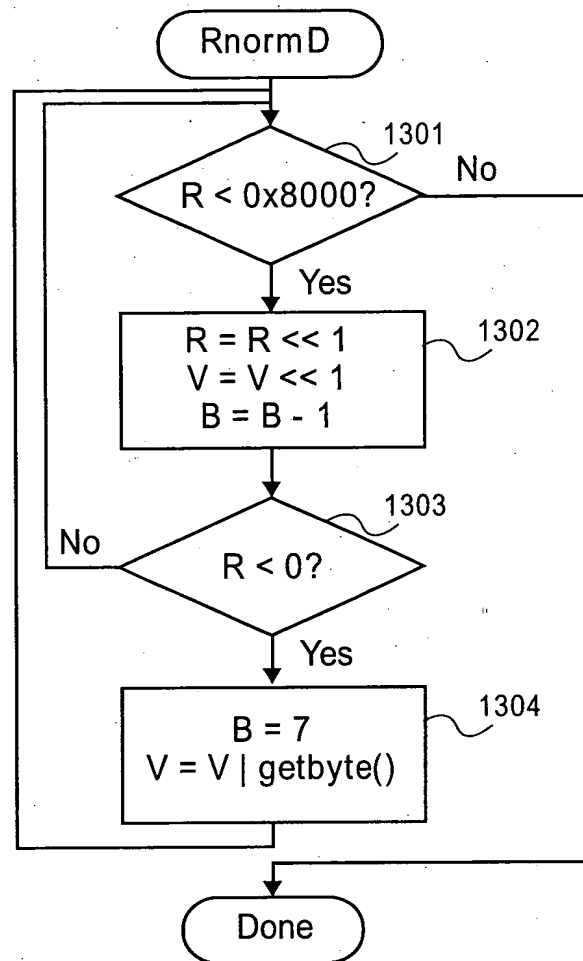 RnormD
1301
R < 0x8000?
No
Yes
R = R << 1
V = V << 1
B = B - 1
1302
1303
No
R < 0?
Yes
B = 7
V = V | getbyte()
1304
Done